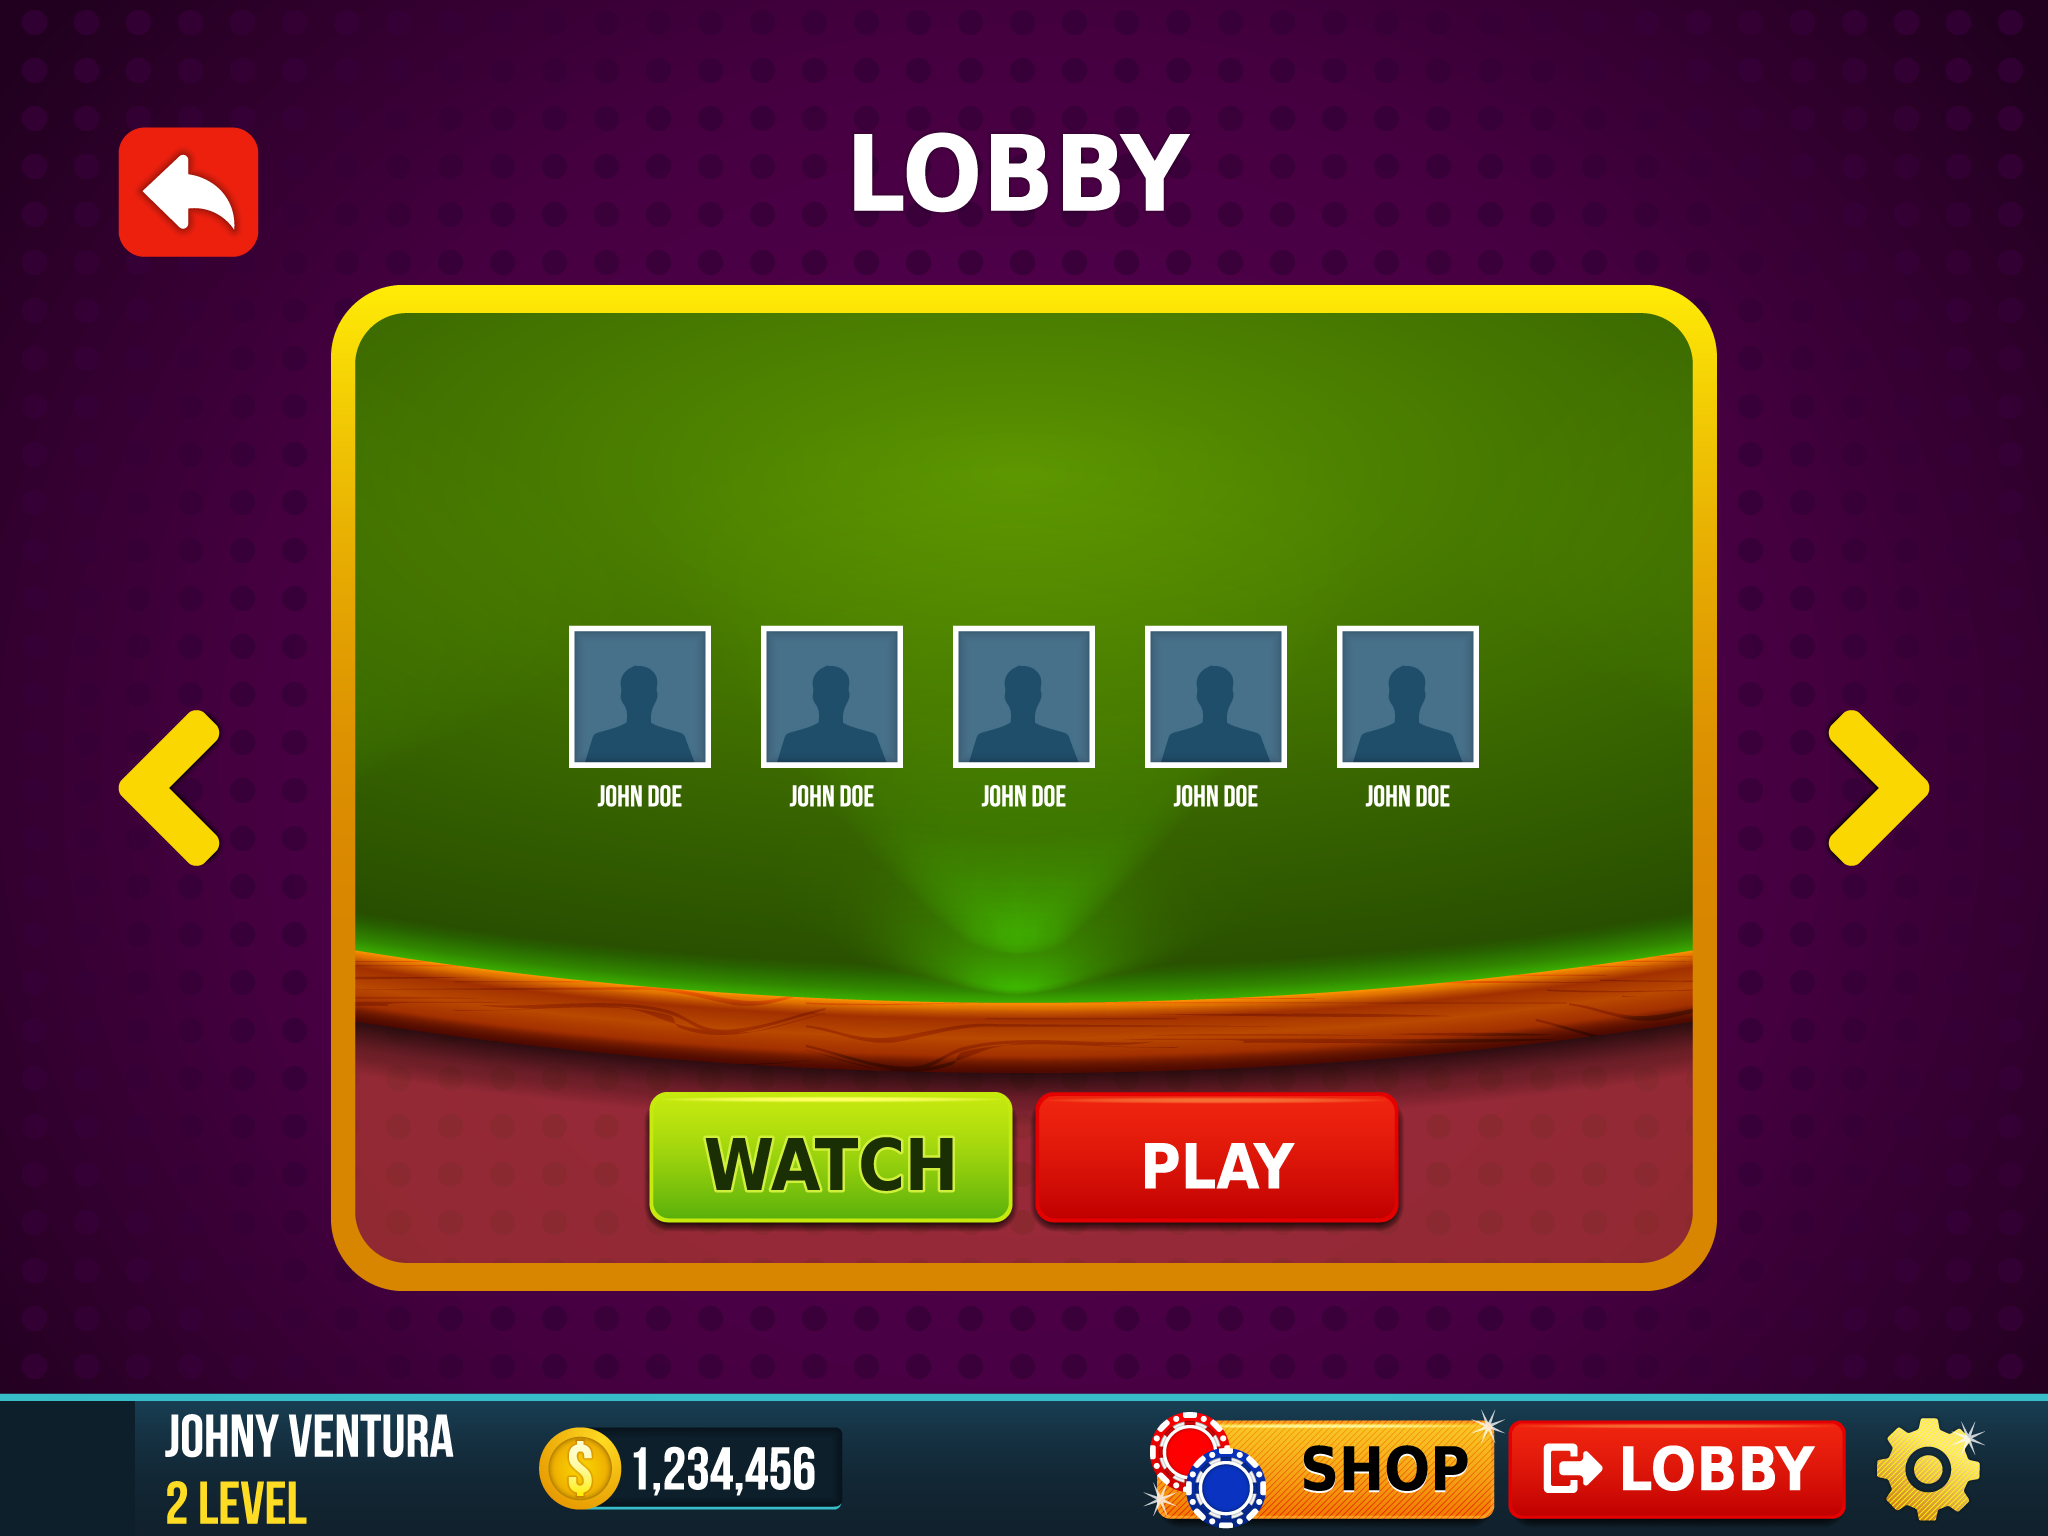 LOBBY
JOHN DOE
JOHN DOE
JOHN DOE
JOHN DOE
JOHN DOE
WATCH
PLAY
JOHNY VENTURA
2 LEVEL
$
1,234,456
SHOP
LOBBY